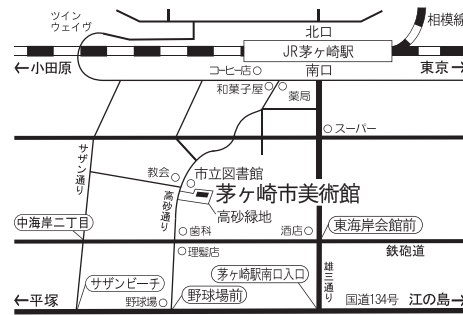 ツイン
ウェイヴ
北口
相模線
JR茅ヶ崎駅
←小田原
コーヒー店
南口
東京→
和菓子屋
薬局
スーパー
サザン通り
教会
市立図書館
茅ヶ崎市美術館
高砂通り
高砂緑地
中海岸二丁目
歯科
酒店
東海岸会館前
理髪店
鉄砲道
サザンビーチ
茅ヶ崎駅南口入口
雄三通り
←平塚
野球場
野球場前
国道134号
江の島→